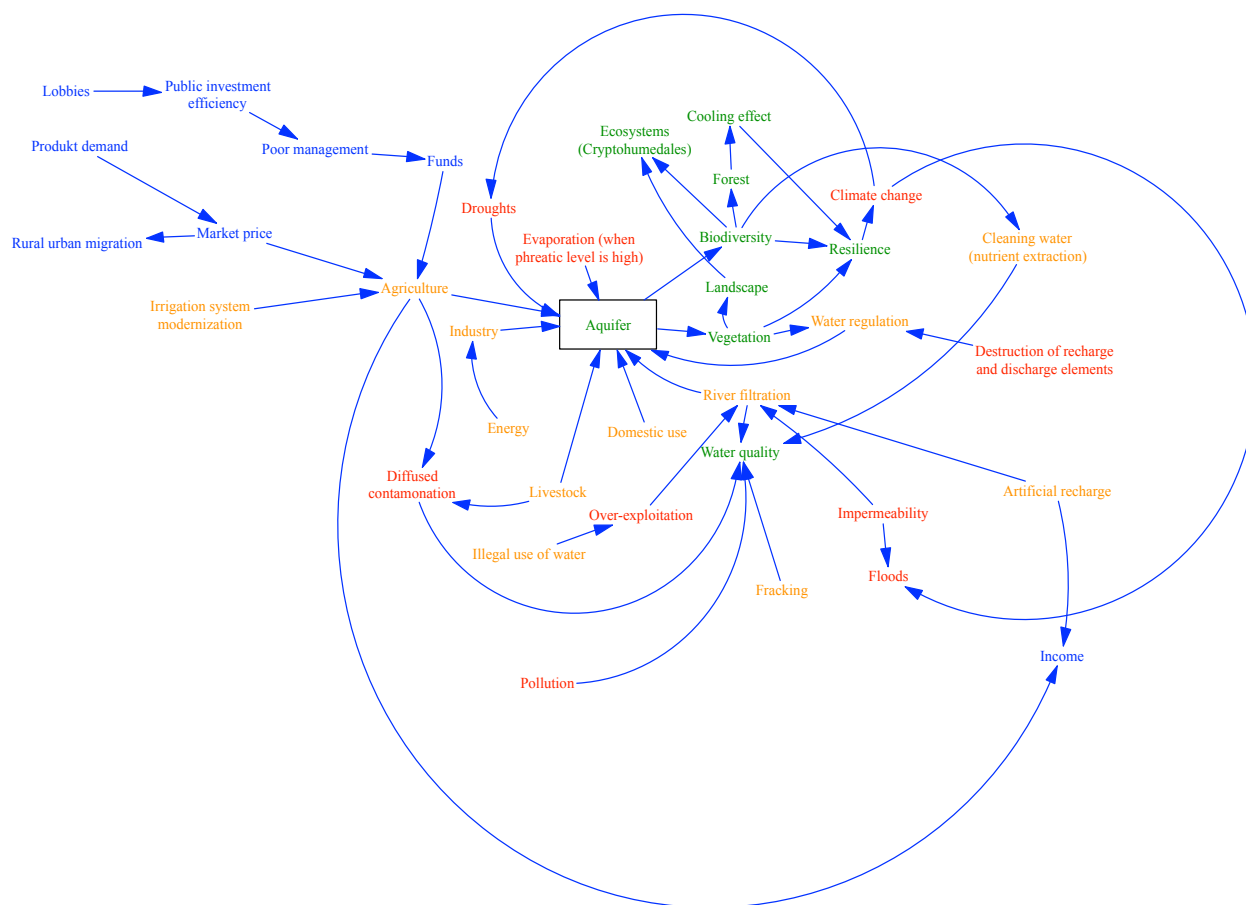 Lobbies
Public investment
efficiency
Produkt demand
Poor management
Funds
Rural urban migration
Market price
Irrigation system
modernization
Agriculture
Droughts
Evaporation (when
phreatic level is high)
Ecosystems
(Cryptohumedales)
Cooling effect
Forest
Biodiversity
Landscape
Climate change
Resilience
Cleaning water
(nutrient extraction)
Industry
Aquifer
Vegetation
Water regulation
Destruction of recharge
and discharge elements
Energy
Domestic use
River filtration
Water quality
Diffused
contamonation
Livestock
Over-exploitation
Illegal use of water
Impermeability
Artificial recharge
Floods
Fracking
Income
Pollution